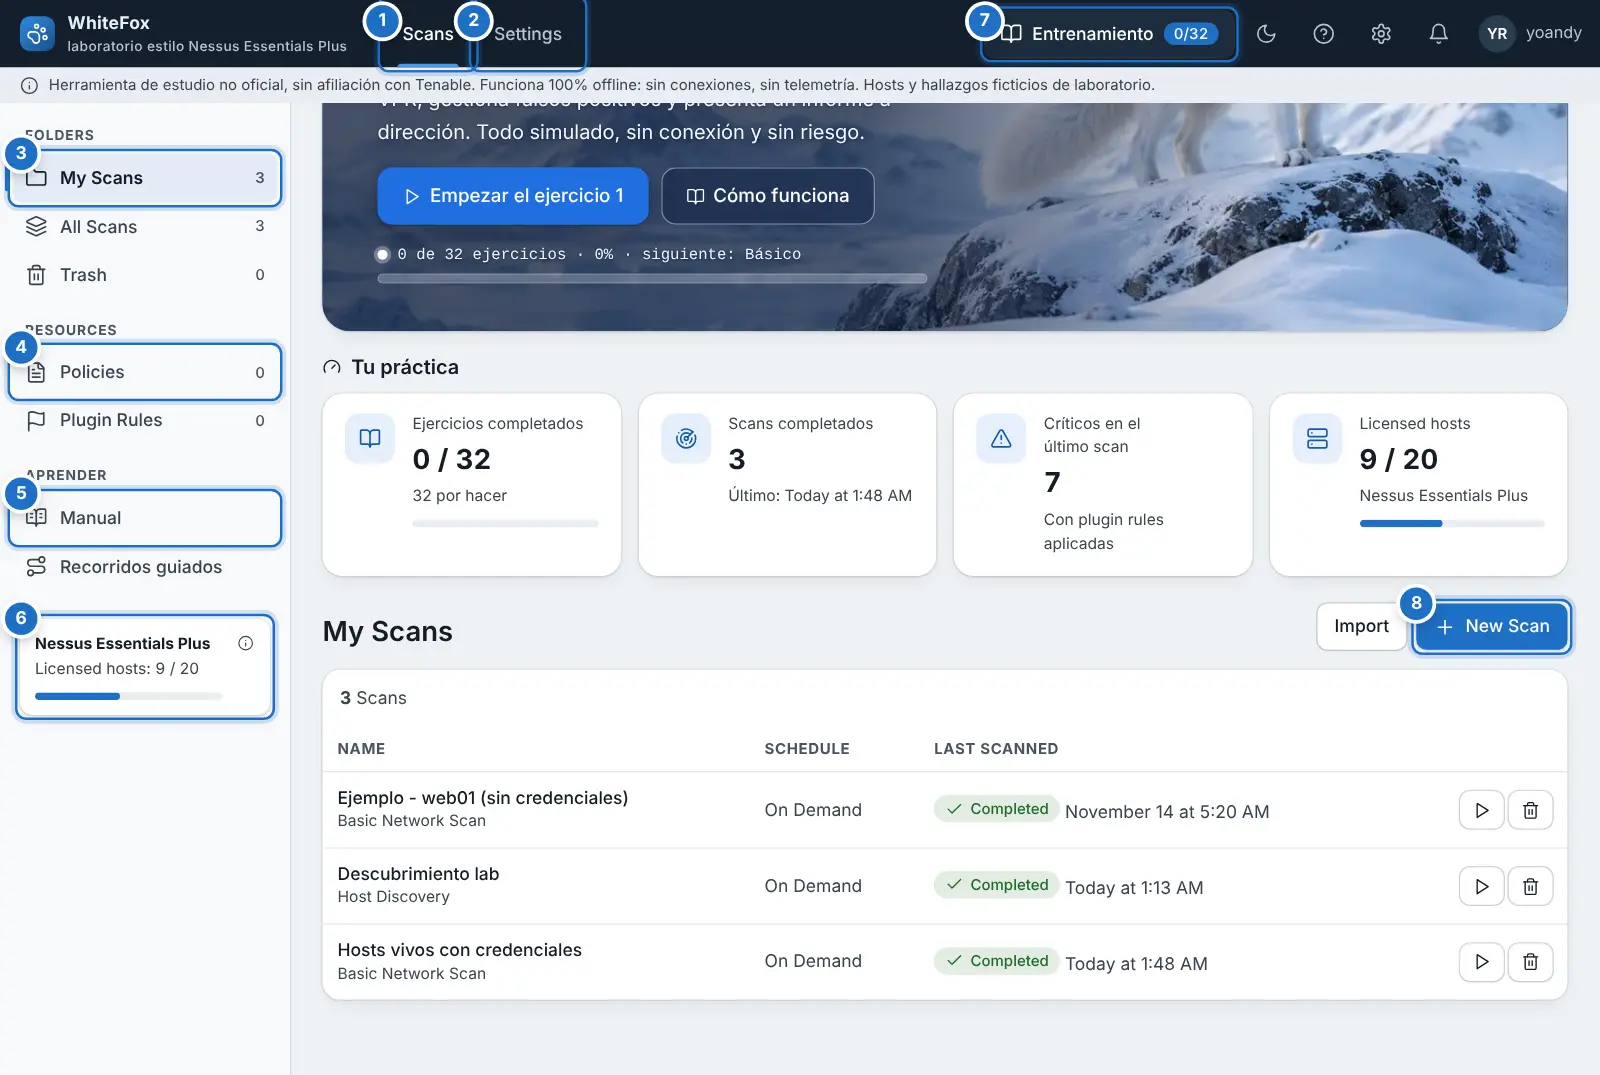 WhiteFox
laboratorio estilo Nessus Essentials Plus
1
Scans
2
Settings
7
Entrenamiento
0/32
YR
yoandy
Herramienta de estudio no oficial, sin afiliación con Tenable. Funciona 100% offline: sin conexiones, sin telemetría. Hosts y hallazgos ficticios de laboratorio.
FOLDERS
3
My Scans
3
All Scans
3
Trash
0
RESOURCES
4
Policies
0
Plugin Rules
0
APRENDER
5
Manual
Recorridos guiados
6
Nessus Essentials Plus
Licensed hosts: 9 / 20
VPR, gestiona falsos positivos y presenta un informe a
dirección. Todo simulado, sin conexión y sin riesgo.
Empezar el ejercicio 1
Cómo funciona
0 de 32 ejercicios · 0% · siguiente: Básico
Tu práctica
Ejercicios completados
0 / 32
32 por hacer
Scans completados
3
Último: Today at 1:48 AM
Críticos en el
último scan
7
Con plugin rules
aplicadas
Licensed hosts
9 / 20
Nessus Essentials Plus
My Scans
Import
8
New Scan
3 Scans
NAME
SCHEDULE
LAST SCANNED
Ejemplo - web01 (sin credenciales)
Basic Network Scan
On Demand
Completed
November 14 at 5:20 AM
Descubrimiento lab
Host Discovery
On Demand
Completed
Today at 1:13 AM
Hosts vivos con credenciales
Basic Network Scan
On Demand
Completed
Today at 1:48 AM